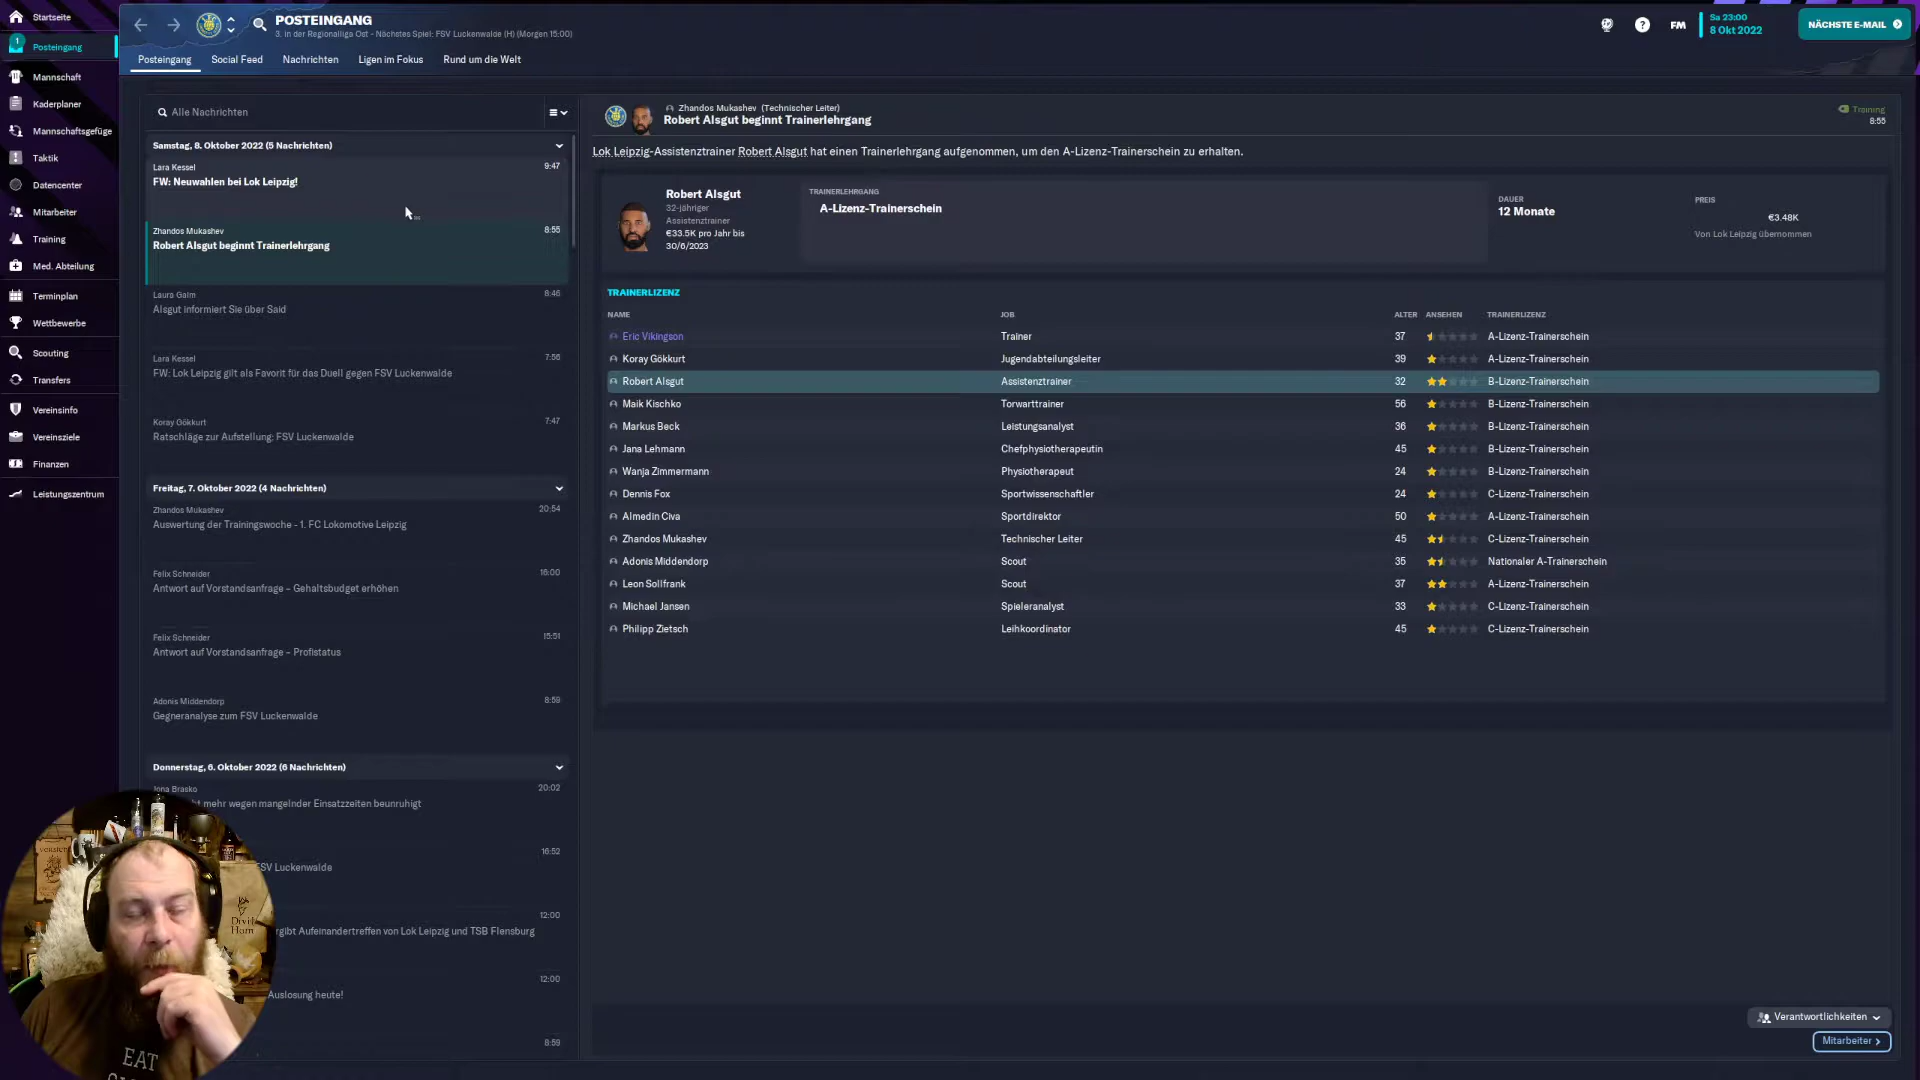 Startseite
1
Posteingang
Mannschaft
Kaderplaner
Mannschaftsgefüge
Taktik
Datencenter
Mitarbeiter
Training
Med. Abteilung
Terminplan
Wettbewerbe
Scouting
Transfers
Vereinsinfo
Vereinsziele
Finanzen
Leistungszentrum
POSTEINGANG
3. in der Regionalliga Ost - Nächstes Spiel: FSV Luckenwalde (H) (Morgen 15:00)
FM
Sa 23:00
8 Okt 2022
NÄCHSTE E-MAIL
Posteingang Social Feed Nachrichten Ligen im Fokus Rund um die Welt
Alle Nachrichten
Samstag, 8. Oktober 2022 (5 Nachrichten)
Lara Kessel 9:47
FW: Neuwahlen bei Lok Leipzig!
Zhandos Mukashev 8:55
Robert Alsgut beginnt Trainerlehrgang
Laura Gaim 8:46
Alsgut informiert Sie über Said
Lara Kessel 7:56
FW: Lok Leipzig gilt als Favorit für das Duell gegen FSV Luckenwalde
Koray Gökkurt 7:47
Ratschläge zur Aufstellung: FSV Luckenwalde
Freitag, 7. Oktober 2022 (4 Nachrichten)
Zhandos Mukashev 20:54
Auswertung der Trainingswoche - 1. FC Lokomotive Leipzig
Felix Schneider 16:00
Antwort auf Vorstandsanfrage – Gehaltsbudget erhöhen
Felix Schneider 15:51
Antwort auf Vorstandsanfrage – Profistatus
Adonis Middendorp 8:59
Gegneranalyse zum FSV Luckenwalde
Donnerstag, 6. Oktober 2022 (6 Nachrichten)
Jona Brasko 20:02
mehr wegen mangelnder Einsatzzeiten beunruhigt
16:52
FSV Luckenwalde
12:00
Aufeinandertreffen von Lok Leipzig und TSB Flensburg
12:00
Auslosung heute!
8:59
Zhandos Mukashev (Technischer Leiter)
Robert Alsgut beginnt Trainerlehrgang
Training
8:55
Lok Leipzig-Assistenztrainer Robert Alsgut hat einen Trainerlehrgang aufgenommen, um den A-Lizenz-Trainerschein zu erhalten.
Robert Alsgut
32-jähriger
Assistenztrainer
€33.5K pro Jahr bis
30/6/2023
TRAINERLEHRGANG
A-Lizenz-Trainerschein
DAUER
12 Monate
PREIS
€3.48K
Von Lok Leipzig übernommen
TRAINERLIZENZ
NAME JOB ALTER ANSEHEN TRAINERLIZENZ
Eric Vikingson Trainer 37 A-Lizenz-Trainerschein
Koray Gökkurt Jugendabteilungsleiter 39 A-Lizenz-Trainerschein
Robert Alsgut Assistenztrainer 32 B-Lizenz-Trainerschein
Maik Kischko Torwarttrainer 56 B-Lizenz-Trainerschein
Markus Beck Leistungsanalyst 36 B-Lizenz-Trainerschein
Jana Lehmann Chefphysiotherapeutin 45 B-Lizenz-Trainerschein
Wanja Zimmermann Physiotherapeut 24 B-Lizenz-Trainerschein
Dennis Fox Sportwissenschaftler 24 C-Lizenz-Trainerschein
Almedin Civa Sportdirektor 50 A-Lizenz-Trainerschein
Zhandos Mukashev Technischer Leiter 45 C-Lizenz-Trainerschein
Adonis Middendorp Scout 35 Nationaler A-Trainerschein
Leon Sollfrank Scout 37 A-Lizenz-Trainerschein
Michael Jansen Spieleranalyst 33 C-Lizenz-Trainerschein
Philipp Zietsch Leihkoordinator 45 C-Lizenz-Trainerschein
Verantwortlichkeiten
Mitarbeiter
EAT